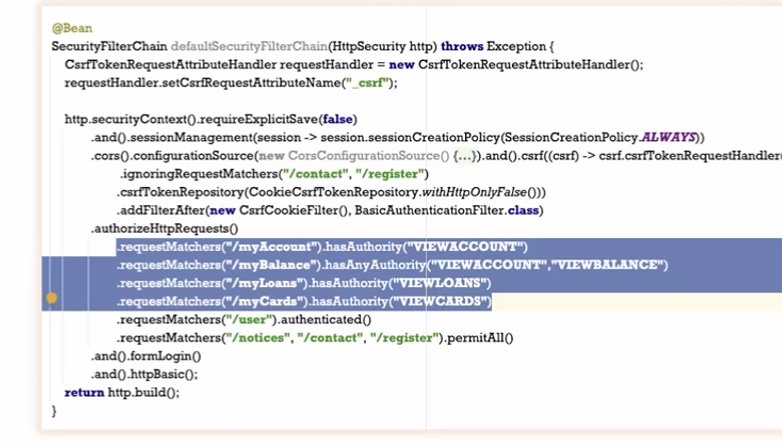 @Bean
SecurityFilterChain defaultSecurityFilterChain(HttpSecurity http) throws Exception {
CsrfTokenRequestAttributeHandler requestHandler = new CsrfTokenRequestAttributeHandler();
requestHandler.setCsrfRequestAttributeName("_csrf");
http.securityContext().requireExplicitSave(false)
.and().sessionManagement(session -> session.sessionCreationPolicy(SessionCreationPolicy.ALWAYS))
.cors().configurationSource(new CorsConfigurationSource() {...}).and().csrf((csrf) -> csrf.csrfTokenRequestHandler(
.ignoringRequestMatchers("/contact", "/register")
.csrfTokenRepository(CookieCsrfTokenRepository.withHttpOnlyFalse()))
.addFilterAfter(new CsrfCookieFilter(), BasicAuthenticationFilter.class)
.authorizeHttpRequests()
.requestMatchers("/myAccount").hasAuthority("VIEWACCOUNT")
.requestMatchers("/myBalance").hasAnyAuthority("VIEWACCOUNT","VIEWBALANCE")
.requestMatchers("/myLoans").hasAuthority("VIEWLOANS")
.requestMatchers("/myCards").hasAuthority("VIEWCARDS")
.requestMatchers("/user").authenticated()
.requestMatchers("/notices", "/contact", "/register").permitAll()
.and().formLogin()
.and().httpBasic();
return http.build();
}